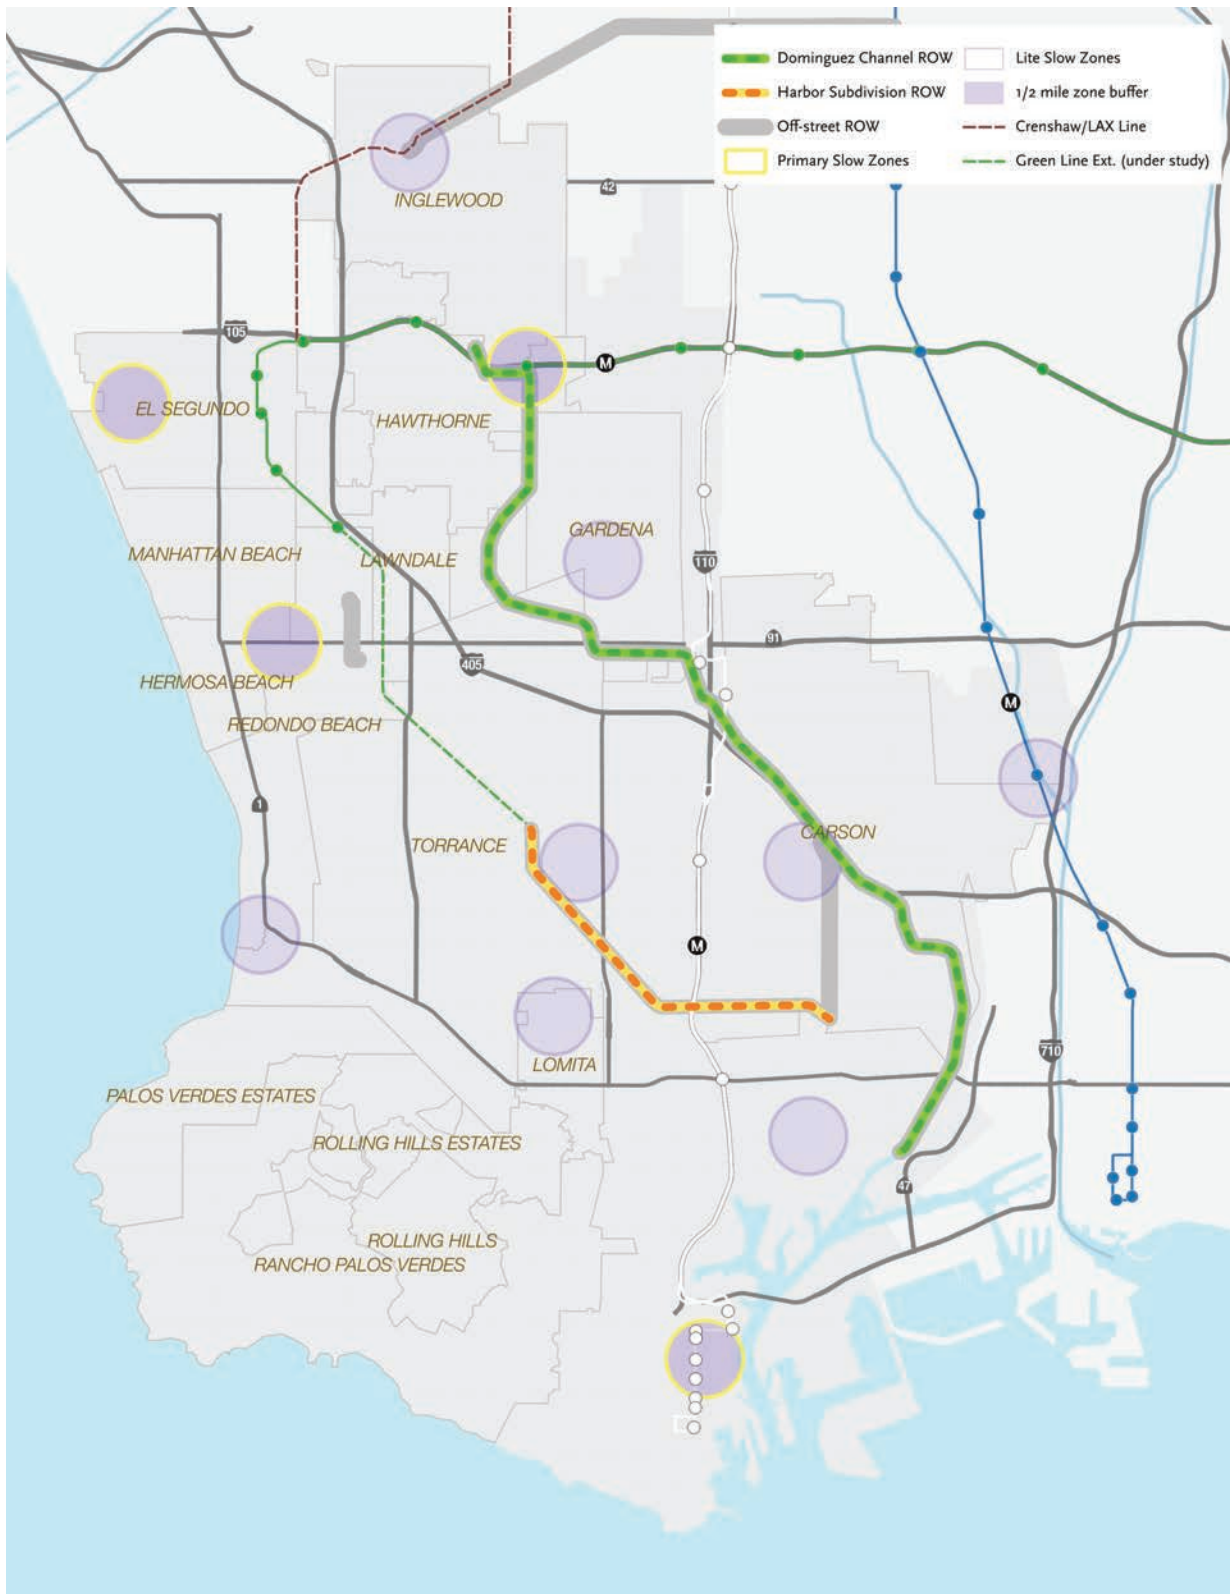 Dominguez Channel ROW
Lite Slow Zones
Harbor Subdivision ROW
1/2 mile zone buffer
Off-street ROW
Crenshaw/LAX Line
Primary Slow Zones
Green Line Ext. (under study)
INGLEWOOD
42
105
M
EL SEGUNDO
HAWTHORNE
GARDENA
MANHATTAN BEACH
LAWNDALE
110
91
405
HERMOSA BEACH
M
REDONDO BEACH
1
CARSON
TORRANCE
M
710
LOMITA
PALOS VERDES ESTATES
ROLLING HILLS ESTATES
47
ROLLING HILLS
RANCHO PALOS VERDES